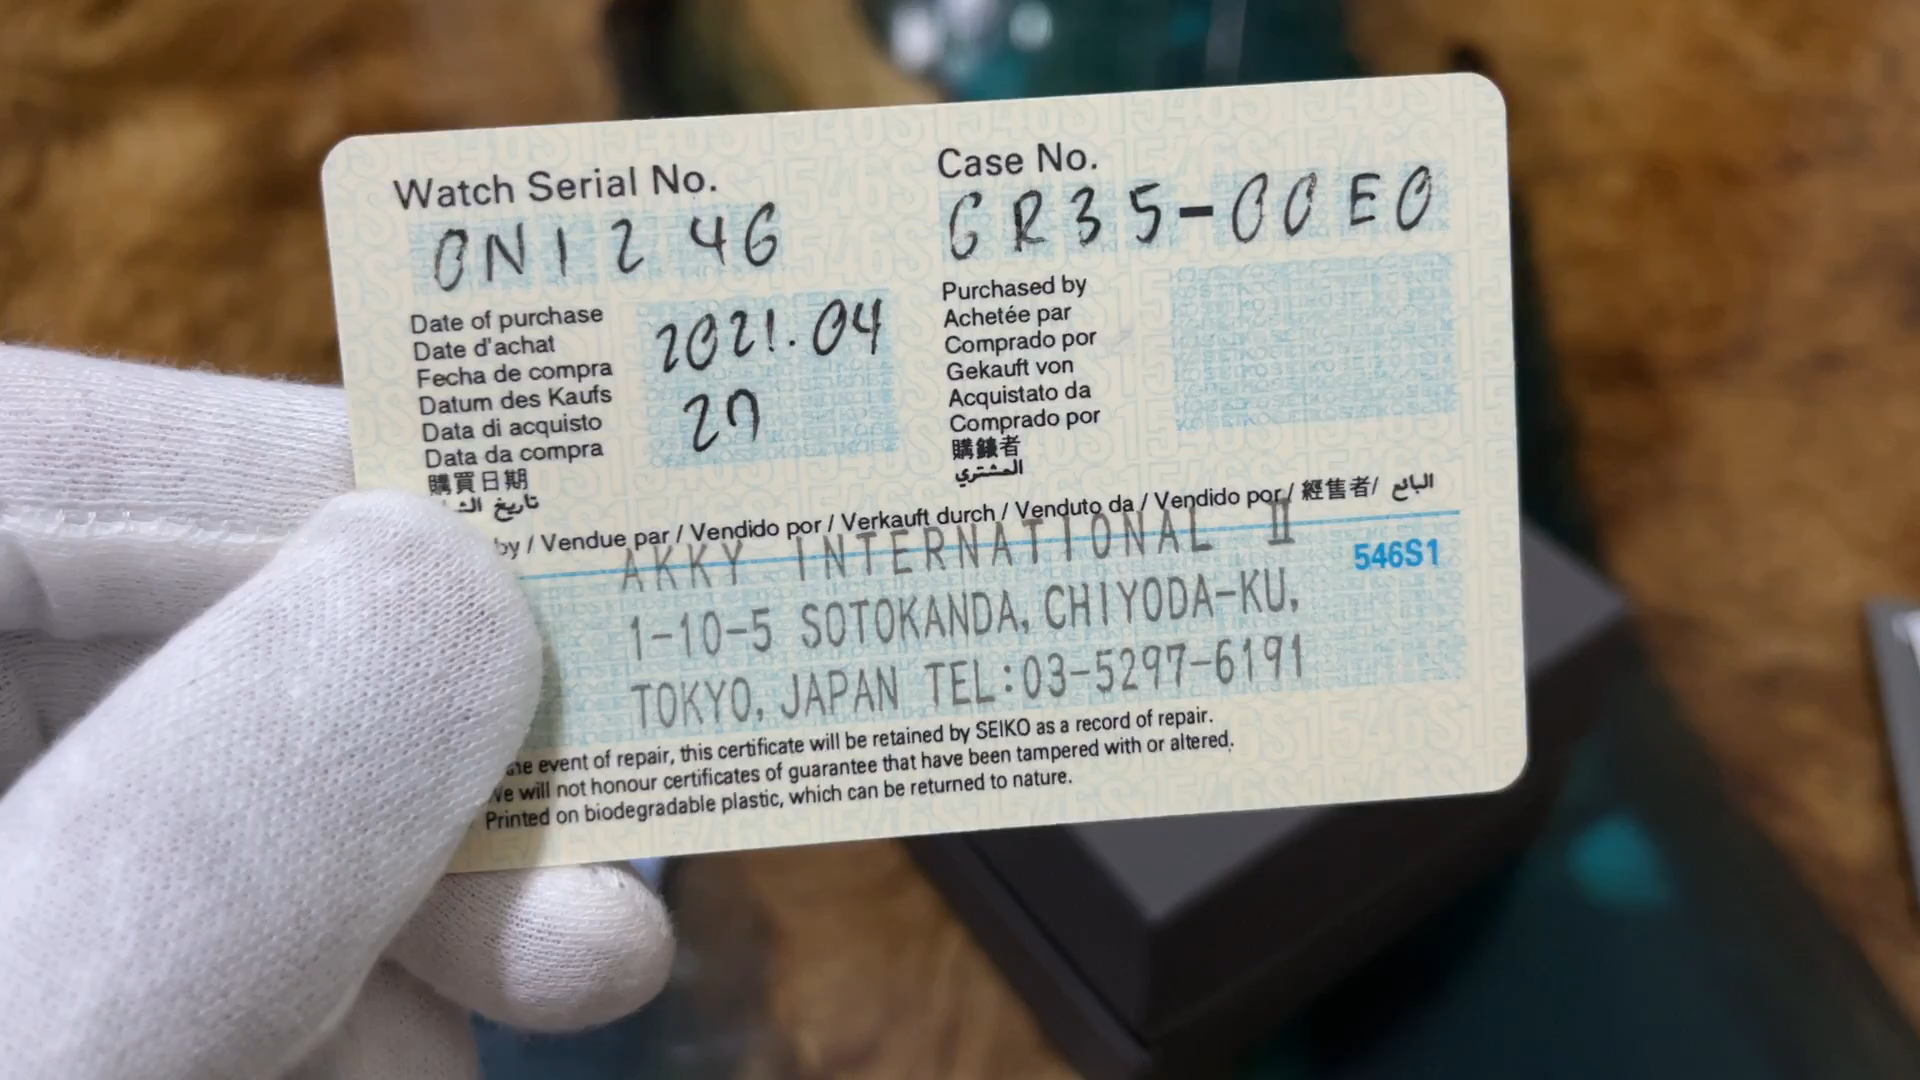 Watch Serial No.
0N1246
Case No.
6R35-00E0
Date of purchase
Date d'achat
Fecha de compra
Datum des Kaufs
Data di acquisto
Data da compra
購買日期
تاريخ
2021.04
27
Purchased by
Achetée par
Comprado por
Gekauft von
Acquistato da
Comprado por
購錶者
المشتري
by / Vendue par / Vendido por / Verkauft durch / Venduto da / Vendido por / 經售者/ البائع
AKKY INTERNATIONAL II
546S1
1-10-5 SOTOKANDA, CHIYODA-KU,
TOKYO, JAPAN TEL:03-5297-6191
event of repair, this certificate will be retained by SEIKO as a record of repair.
will not honour certificates of guarantee that have been tampered with or altered.
Printed on biodegradable plastic, which can be returned to nature.